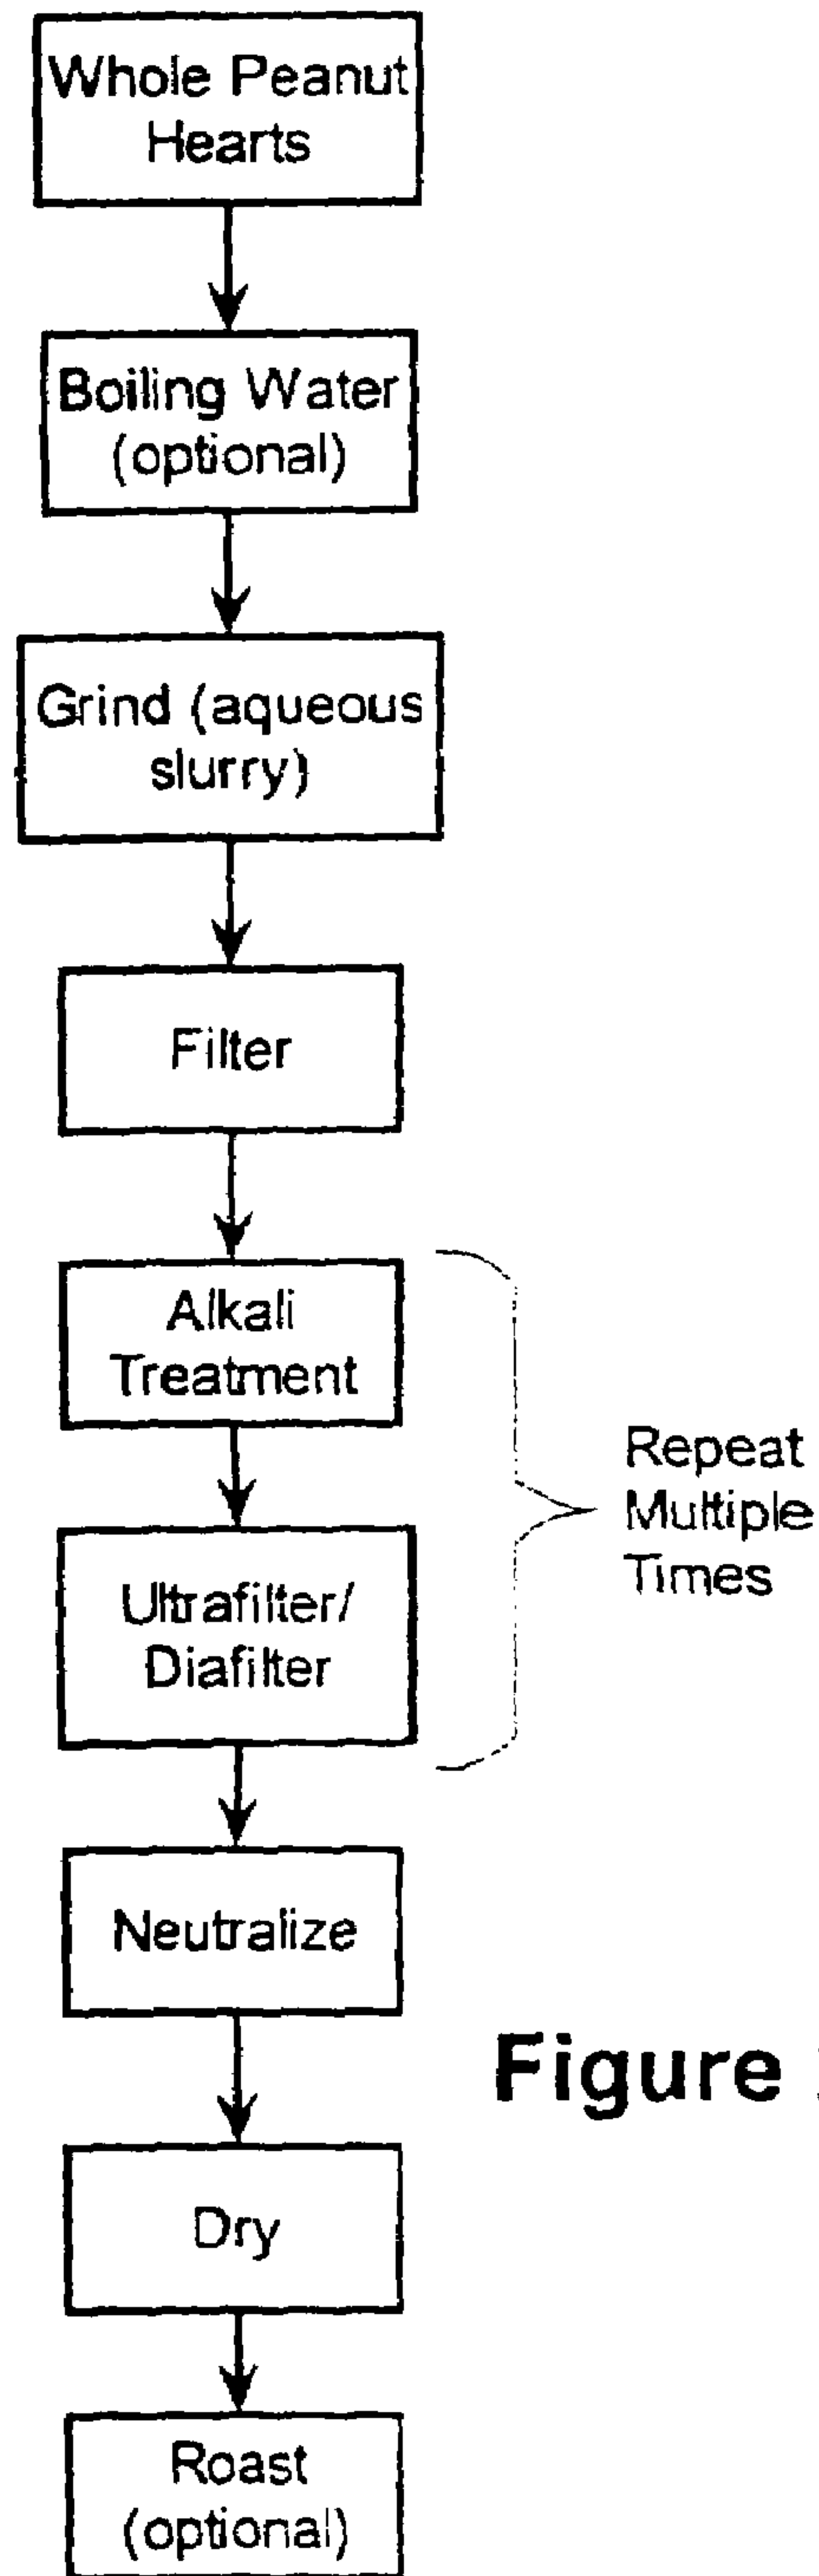 Whole Peanut
Hearts
Boiling Water
(optional)
Grind (aqueous
slurry)
Filter
Alkali
Treatment
Ultrafilter/
Diafilter
Repeat
Multiple
Times
Neutralize
Figure
Dry
Roast
(optional)